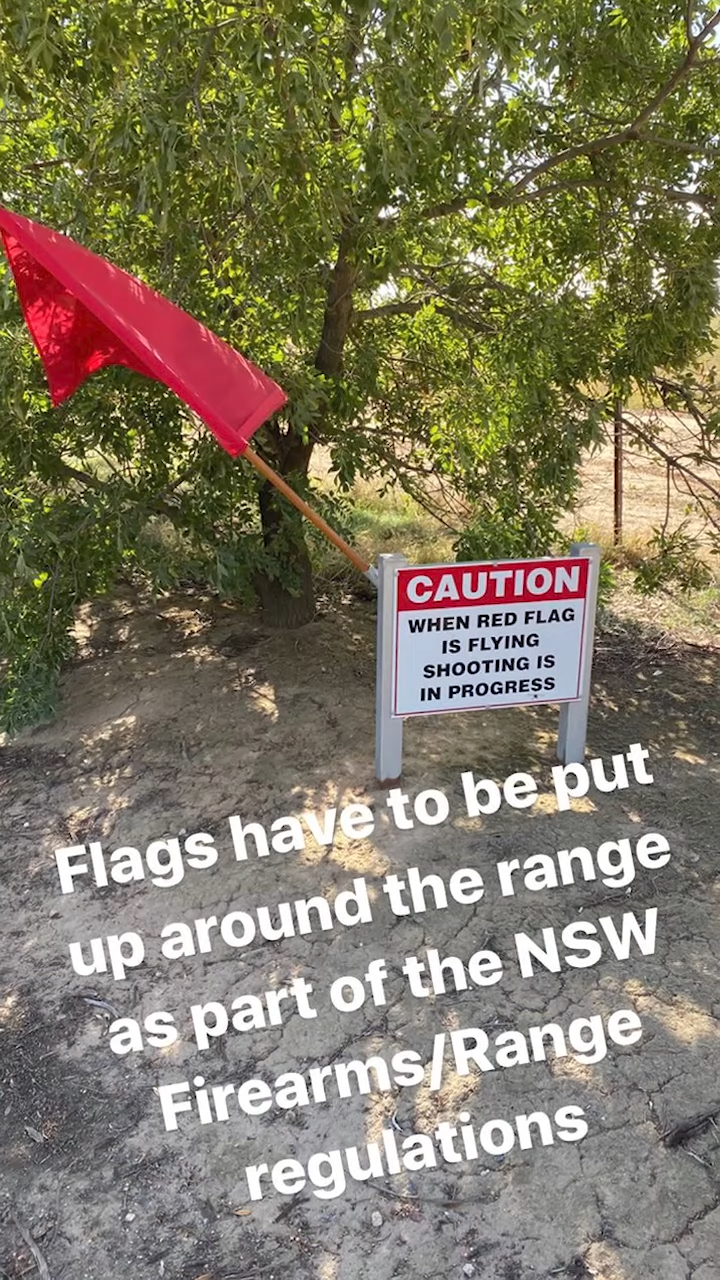 CAUTION
WHEN RED FLAG
IS FLYING
SHOOTING IS
IN PROGRESS
Flags have to be put
up around the range
as part of the NSW
Firearms/Range
regulations